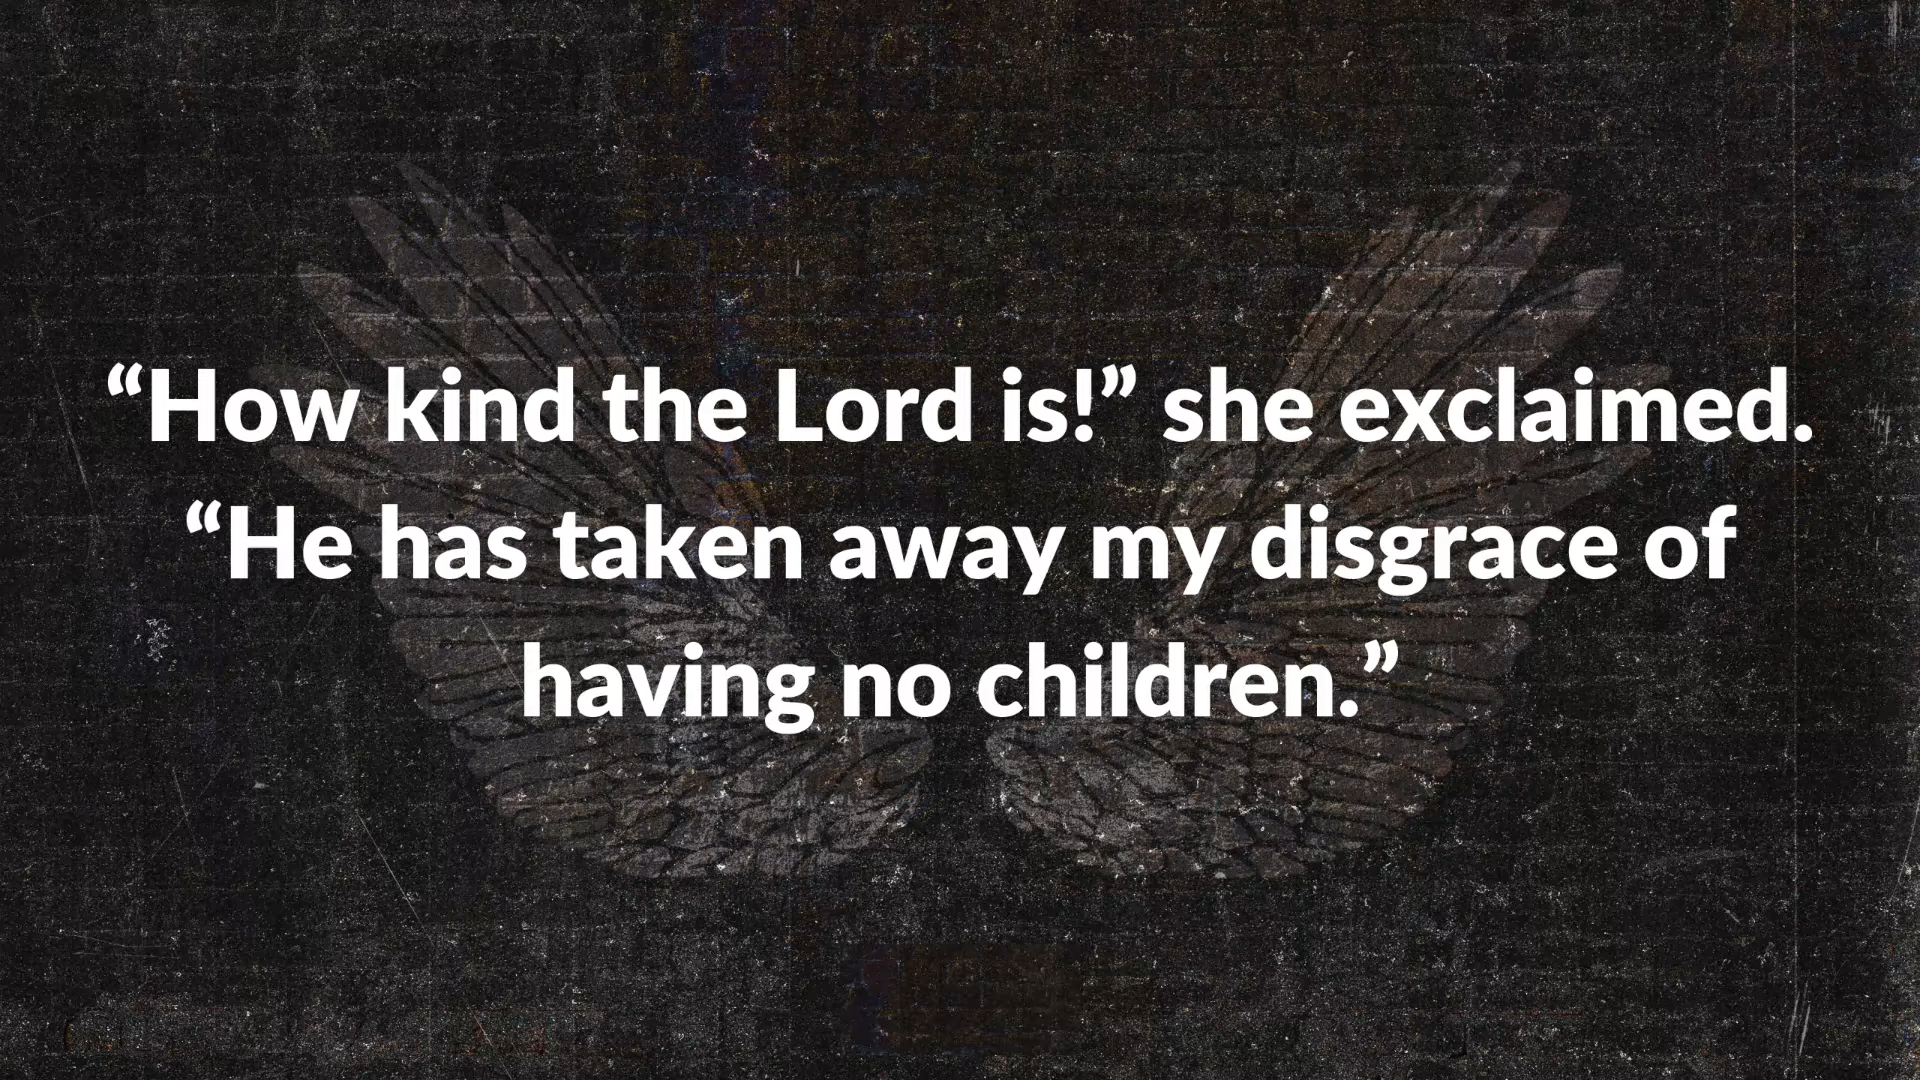 “How kind the Lord is!” she exclaimed.
“He has taken away my disgrace of
having no children.”